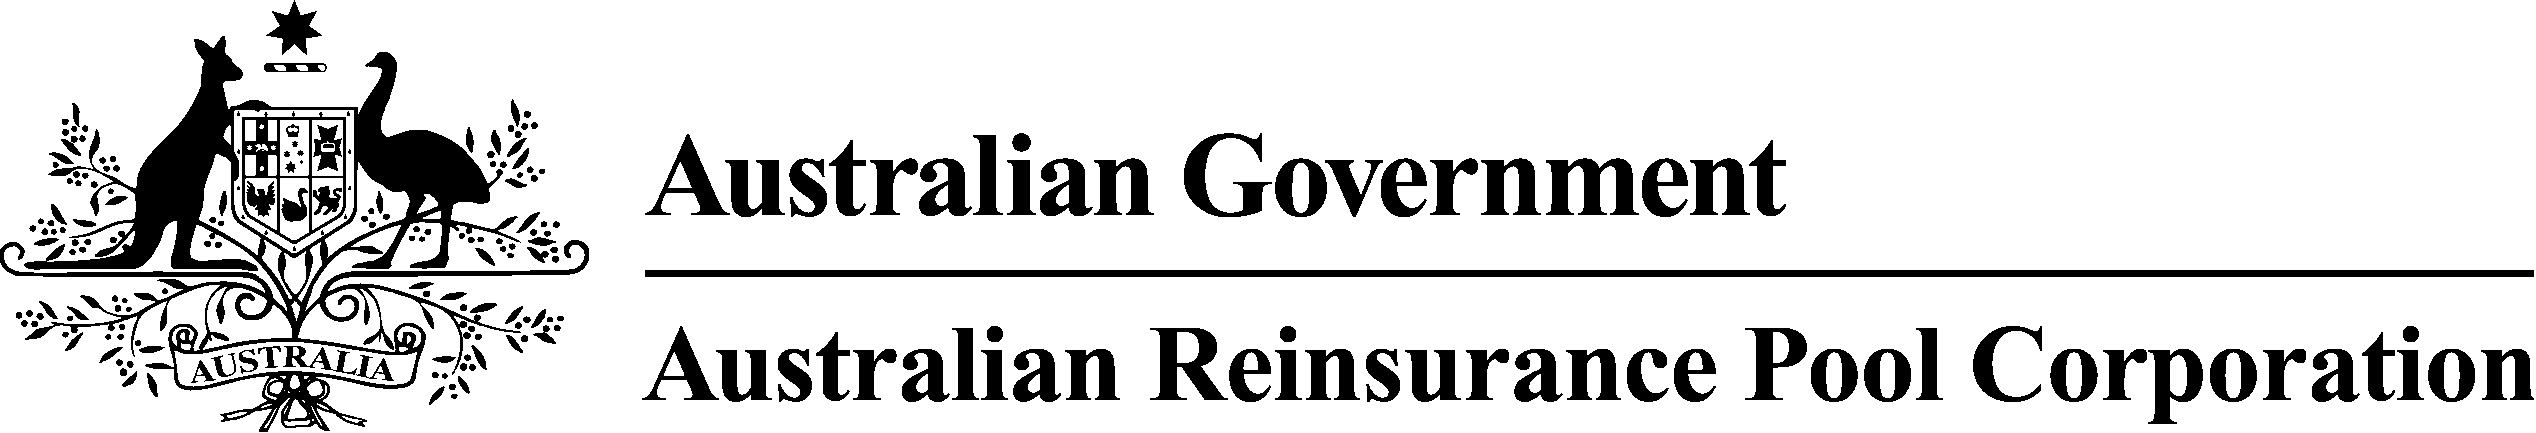 AUSTRALIA
Australian Government
Australian Reinsurance Pool Corporation